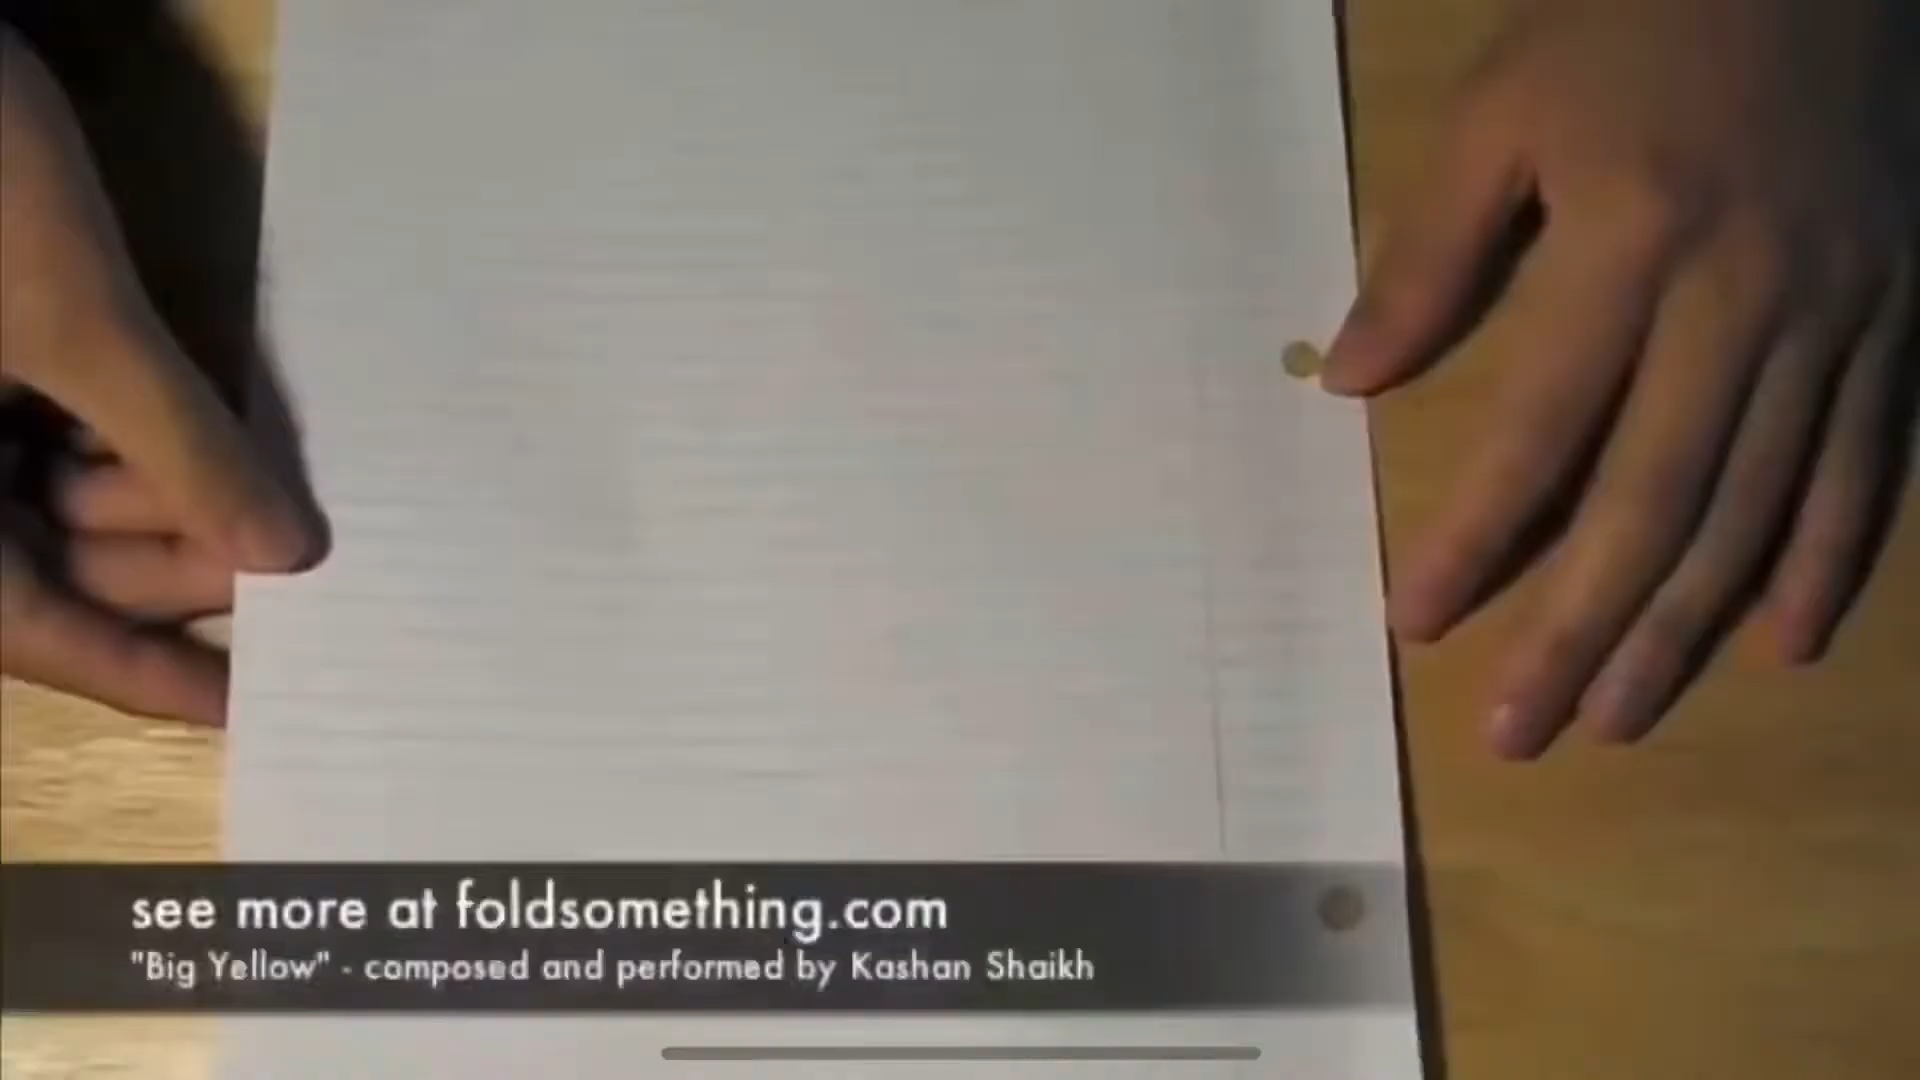 see more at foldsomething.com
"Big Yellow" - composed and performed by Kashan Shaikh